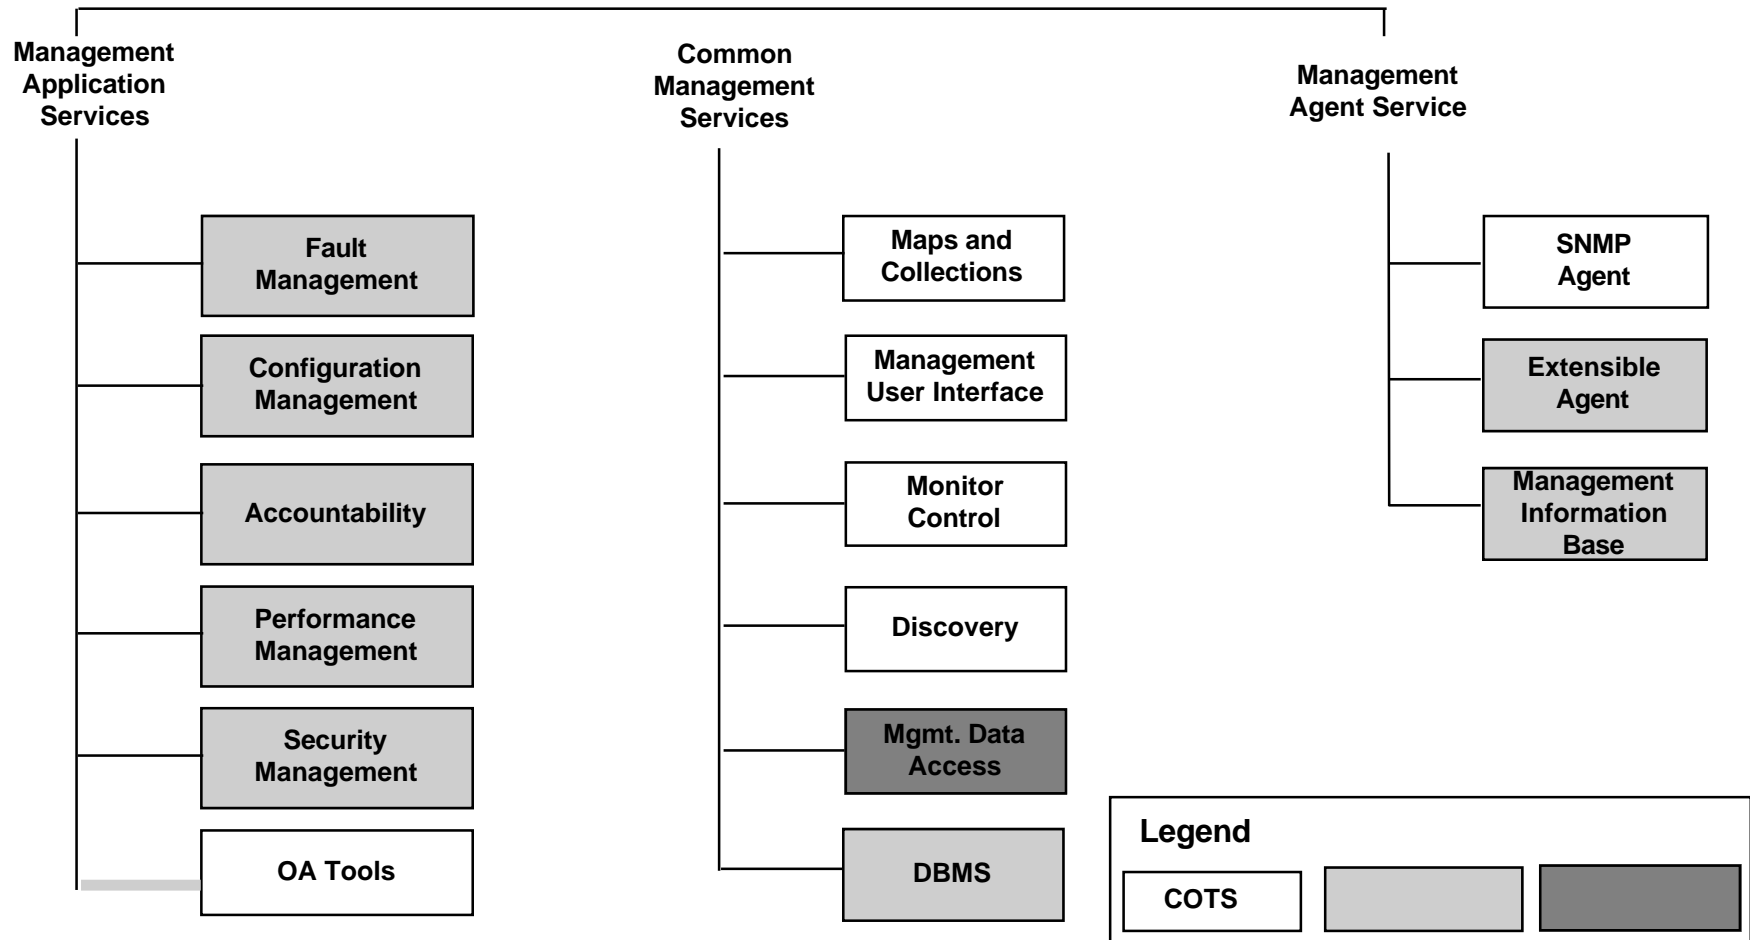 Management
Application
Services
Fault
Management
Configuration
Management
Accountability
Performance
Management
Security
Management
OA Tools
Common
Management
Services
Maps and
Collections
Management
User Interface
Monitor
Control
Discovery
Mgmt. Data
Access
DBMS
Management
Agent Service
SNMP
Agent
Extensible
Agent
Management
Information
Base
Legend
COTS